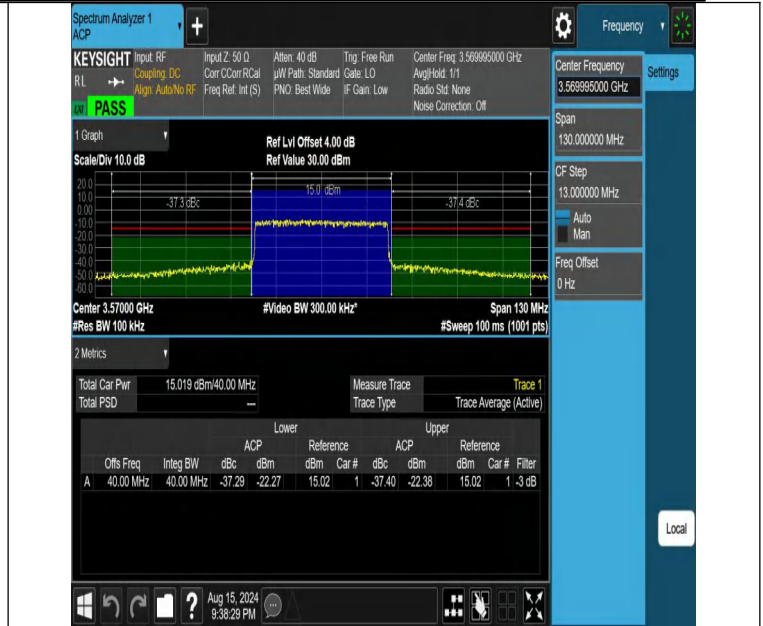 Spectrum Analyzer 1
ACP
+
Frequency
KEYSIGHT Input: RF Input Z: 50 Ω Atten: 40 dB Trig: Free Run Center Freq: 3.569995000 GHz
RL Coupling: DC Corr CCorr RCal µW Path: Standard Gate: LO Avg|Hold: 1/1
Align: Auto/No RF Freq Ref: Int (S) PNO: Best Wide IF Gain: Low Radio Std: None
LXI PASS Noise Correction: Off
Center Frequency
3.569995000 GHz
Settings
Span
130.000000 MHz
CF Step
13.000000 MHz
Auto
Man
Freq Offset
0 Hz
1 Graph
Ref Lvl Offset 4.00 dB
Scale/Div 10.0 dB Ref Value 30.00 dBm
20.0
10.0
0.00
-10.0
-20.0
-30.0
-40.0
-50.0
-60.0
-37.3 dBc 15.0 dBm -37.4 dBc
Center 3.57000 GHz #Video BW 300.00 kHz* Span 130 MHz
#Res BW 100 kHz #Sweep 100 ms (1001 pts)
2 Metrics
Total Car Pwr 15.019 dBm/40.00 MHz Measure Trace Trace 1
Total PSD --- Trace Type Trace Average (Active)
Lower Upper
ACP Reference ACP Reference
Offs Freq Integ BW dBc dBm dBm Car # dBc dBm dBm Car # Filter
A 40.00 MHz 40.00 MHz -37.29 -22.27 15.02 1 -37.40 -22.38 15.02 1 -3 dB
Local
? Aug 15, 2024
9:38:29 PM